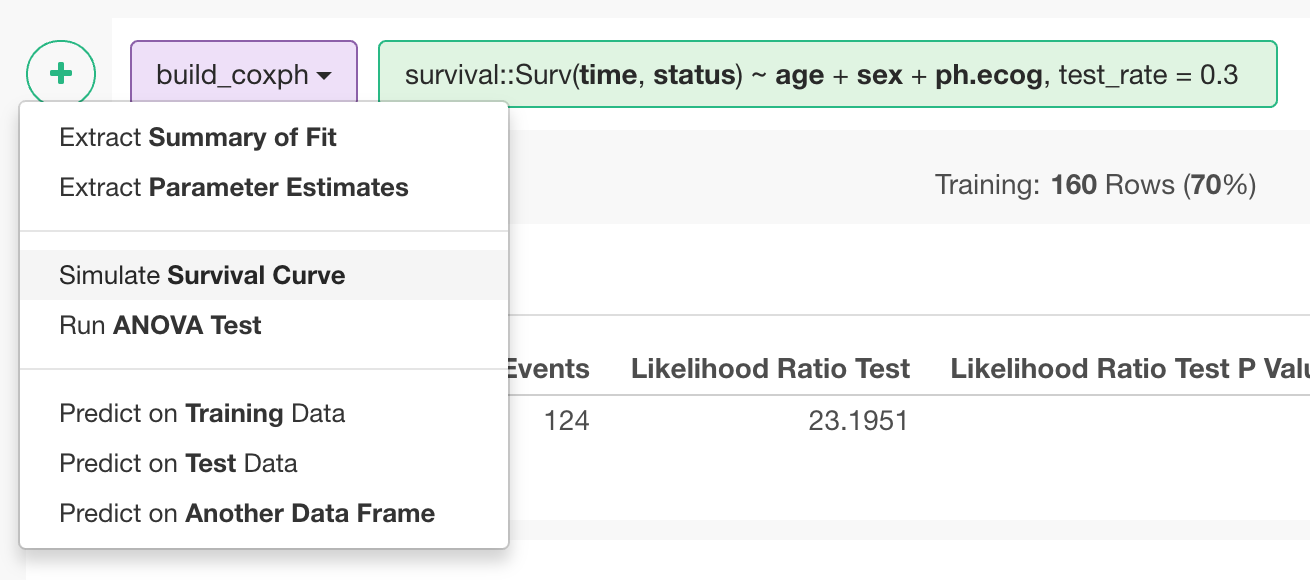 build_coxph
survival::Surv(time, status) ~ age + sex + ph.ecog, test_rate = 0.3
Extract Summary of Fit
Extract Parameter Estimates
Simulate Survival Curve
Run ANOVA Test
Predict on Training Data
Predict on Test Data
Predict on Another Data Frame
Training: 160 Rows (70%)
Events Likelihood Ratio Test Likelihood Ratio Test P Valu
124 23.1951